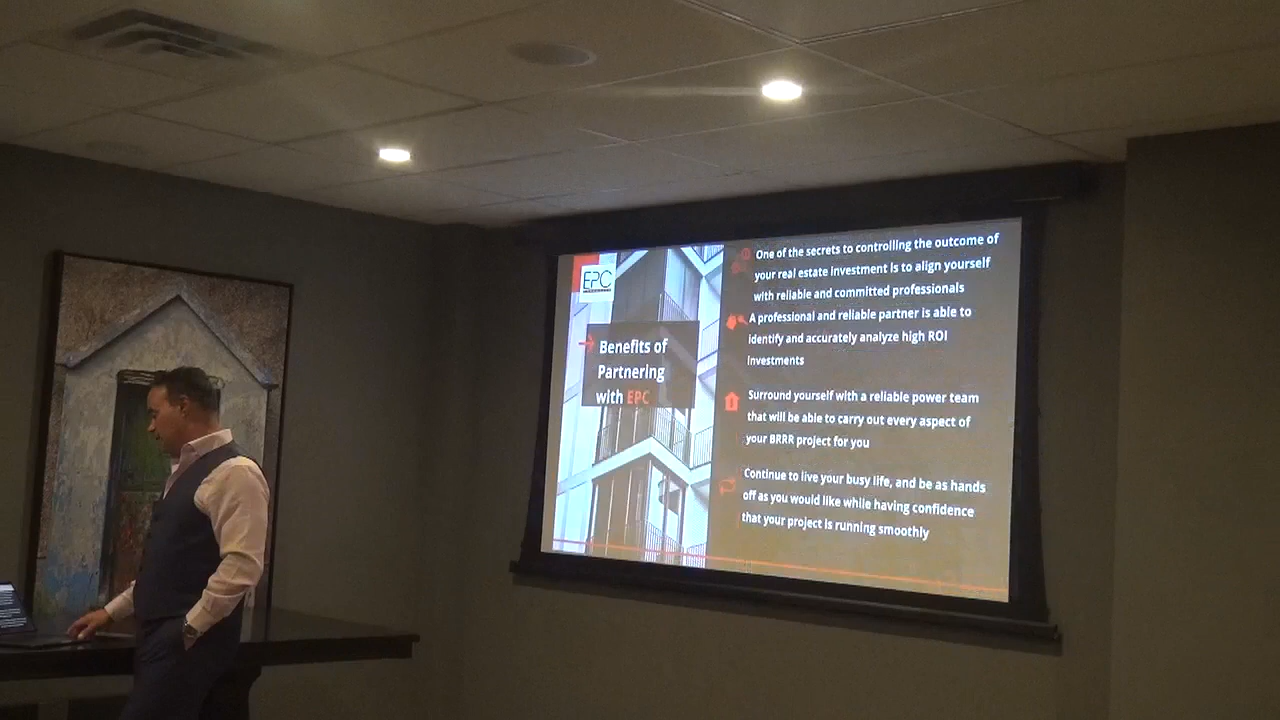 EPC
Benefits of
Partnering
with EPC
One of the secrets to controlling the outcome of
your real estate investment is to align yourself
with reliable and committed professionals
A professional and reliable partner is able to
identify and accurately analyze high ROI
investments
Surround yourself with a reliable power team
that will be able to carry out every aspect of
your BRRR project for you
Continue to live your busy life, and be as hands
off as you would like while having confidence
that your project is running smoothly